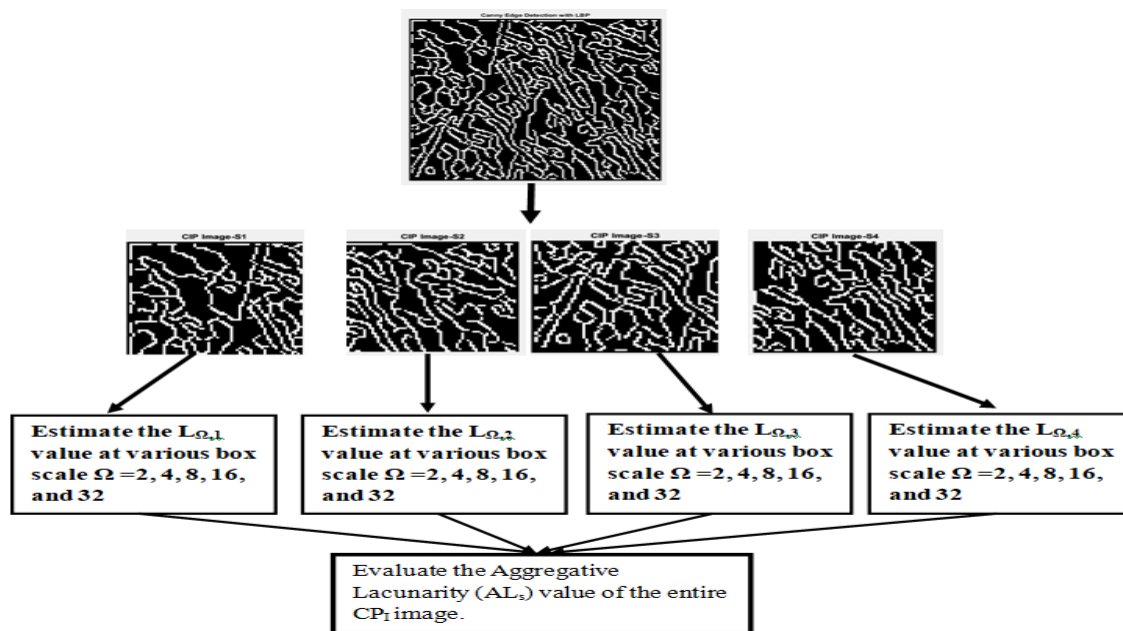 Canny Edge Detection with LBP
CIP Image-S1
CIP Image-S2
CIP Image-S3
CIP Image-S4
Estimate the LΩ,1
value at various box
scale Ω =2, 4, 8, 16,
and 32
Estimate the LΩ,2
value at various box
scale Ω =2, 4, 8, 16,
and 32
Estimate the LΩ,3
value at various box
scale Ω =2, 4, 8, 16,
and 32
Estimate the LΩ,4
value at various box
scale Ω =2, 4, 8, 16,
and 32
Evaluate the Aggregative
Lacunarity (ALs) value of the entire
CPI image.